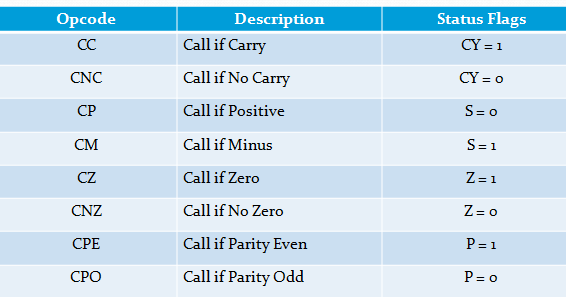 Opcode Description Status Flags
CC Call if Carry CY = 1
CNC Call if No Carry CY = 0
CP Call if Positive S = 0
CM Call if Minus S = 1
CZ Call if Zero Z = 1
CNZ Call if No Zero Z = 0
CPE Call if Parity Even P = 1
CPO Call if Parity Odd P = 0